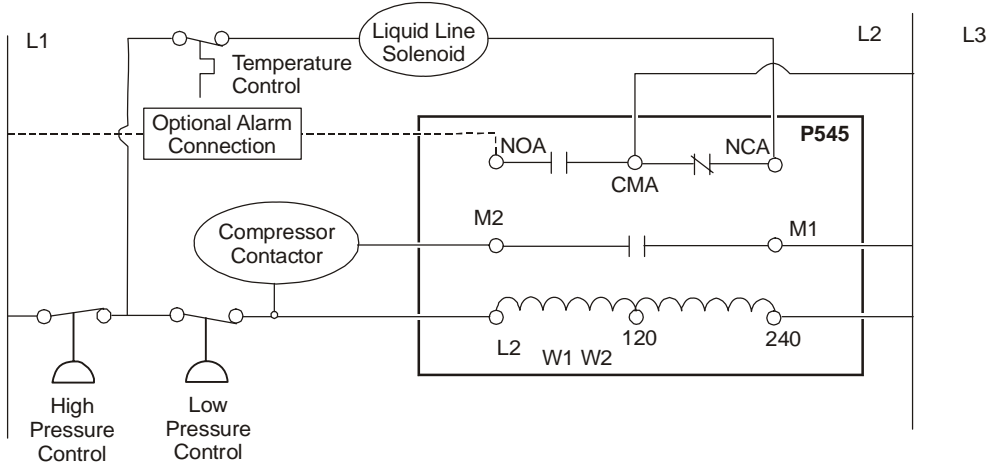 L1
Liquid Line
Solenoid
L2
L3
Temperature
Control
Optional Alarm
Connection
P545
NOA
NCA
CMA
M2
M1
Compressor
Contactor
L2
120
240
W1 W2
High
Pressure
Control
Low
Pressure
Control